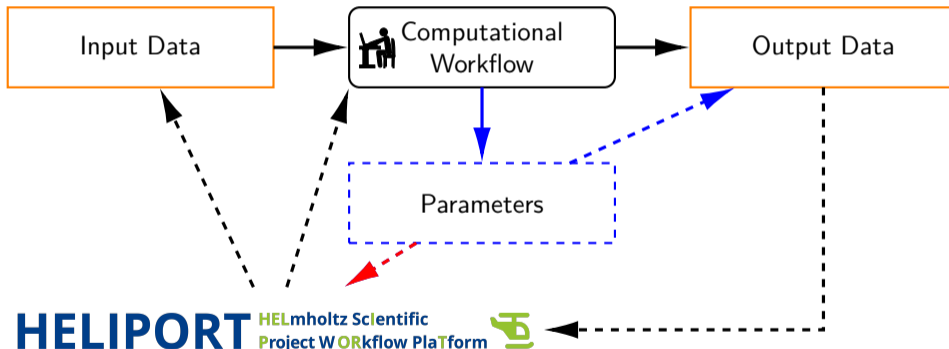 Input Data
Computational
Workflow
Output Data
Parameters
HELIPORT
HELmholtz ScIentific
Project WORkflow PlaTform